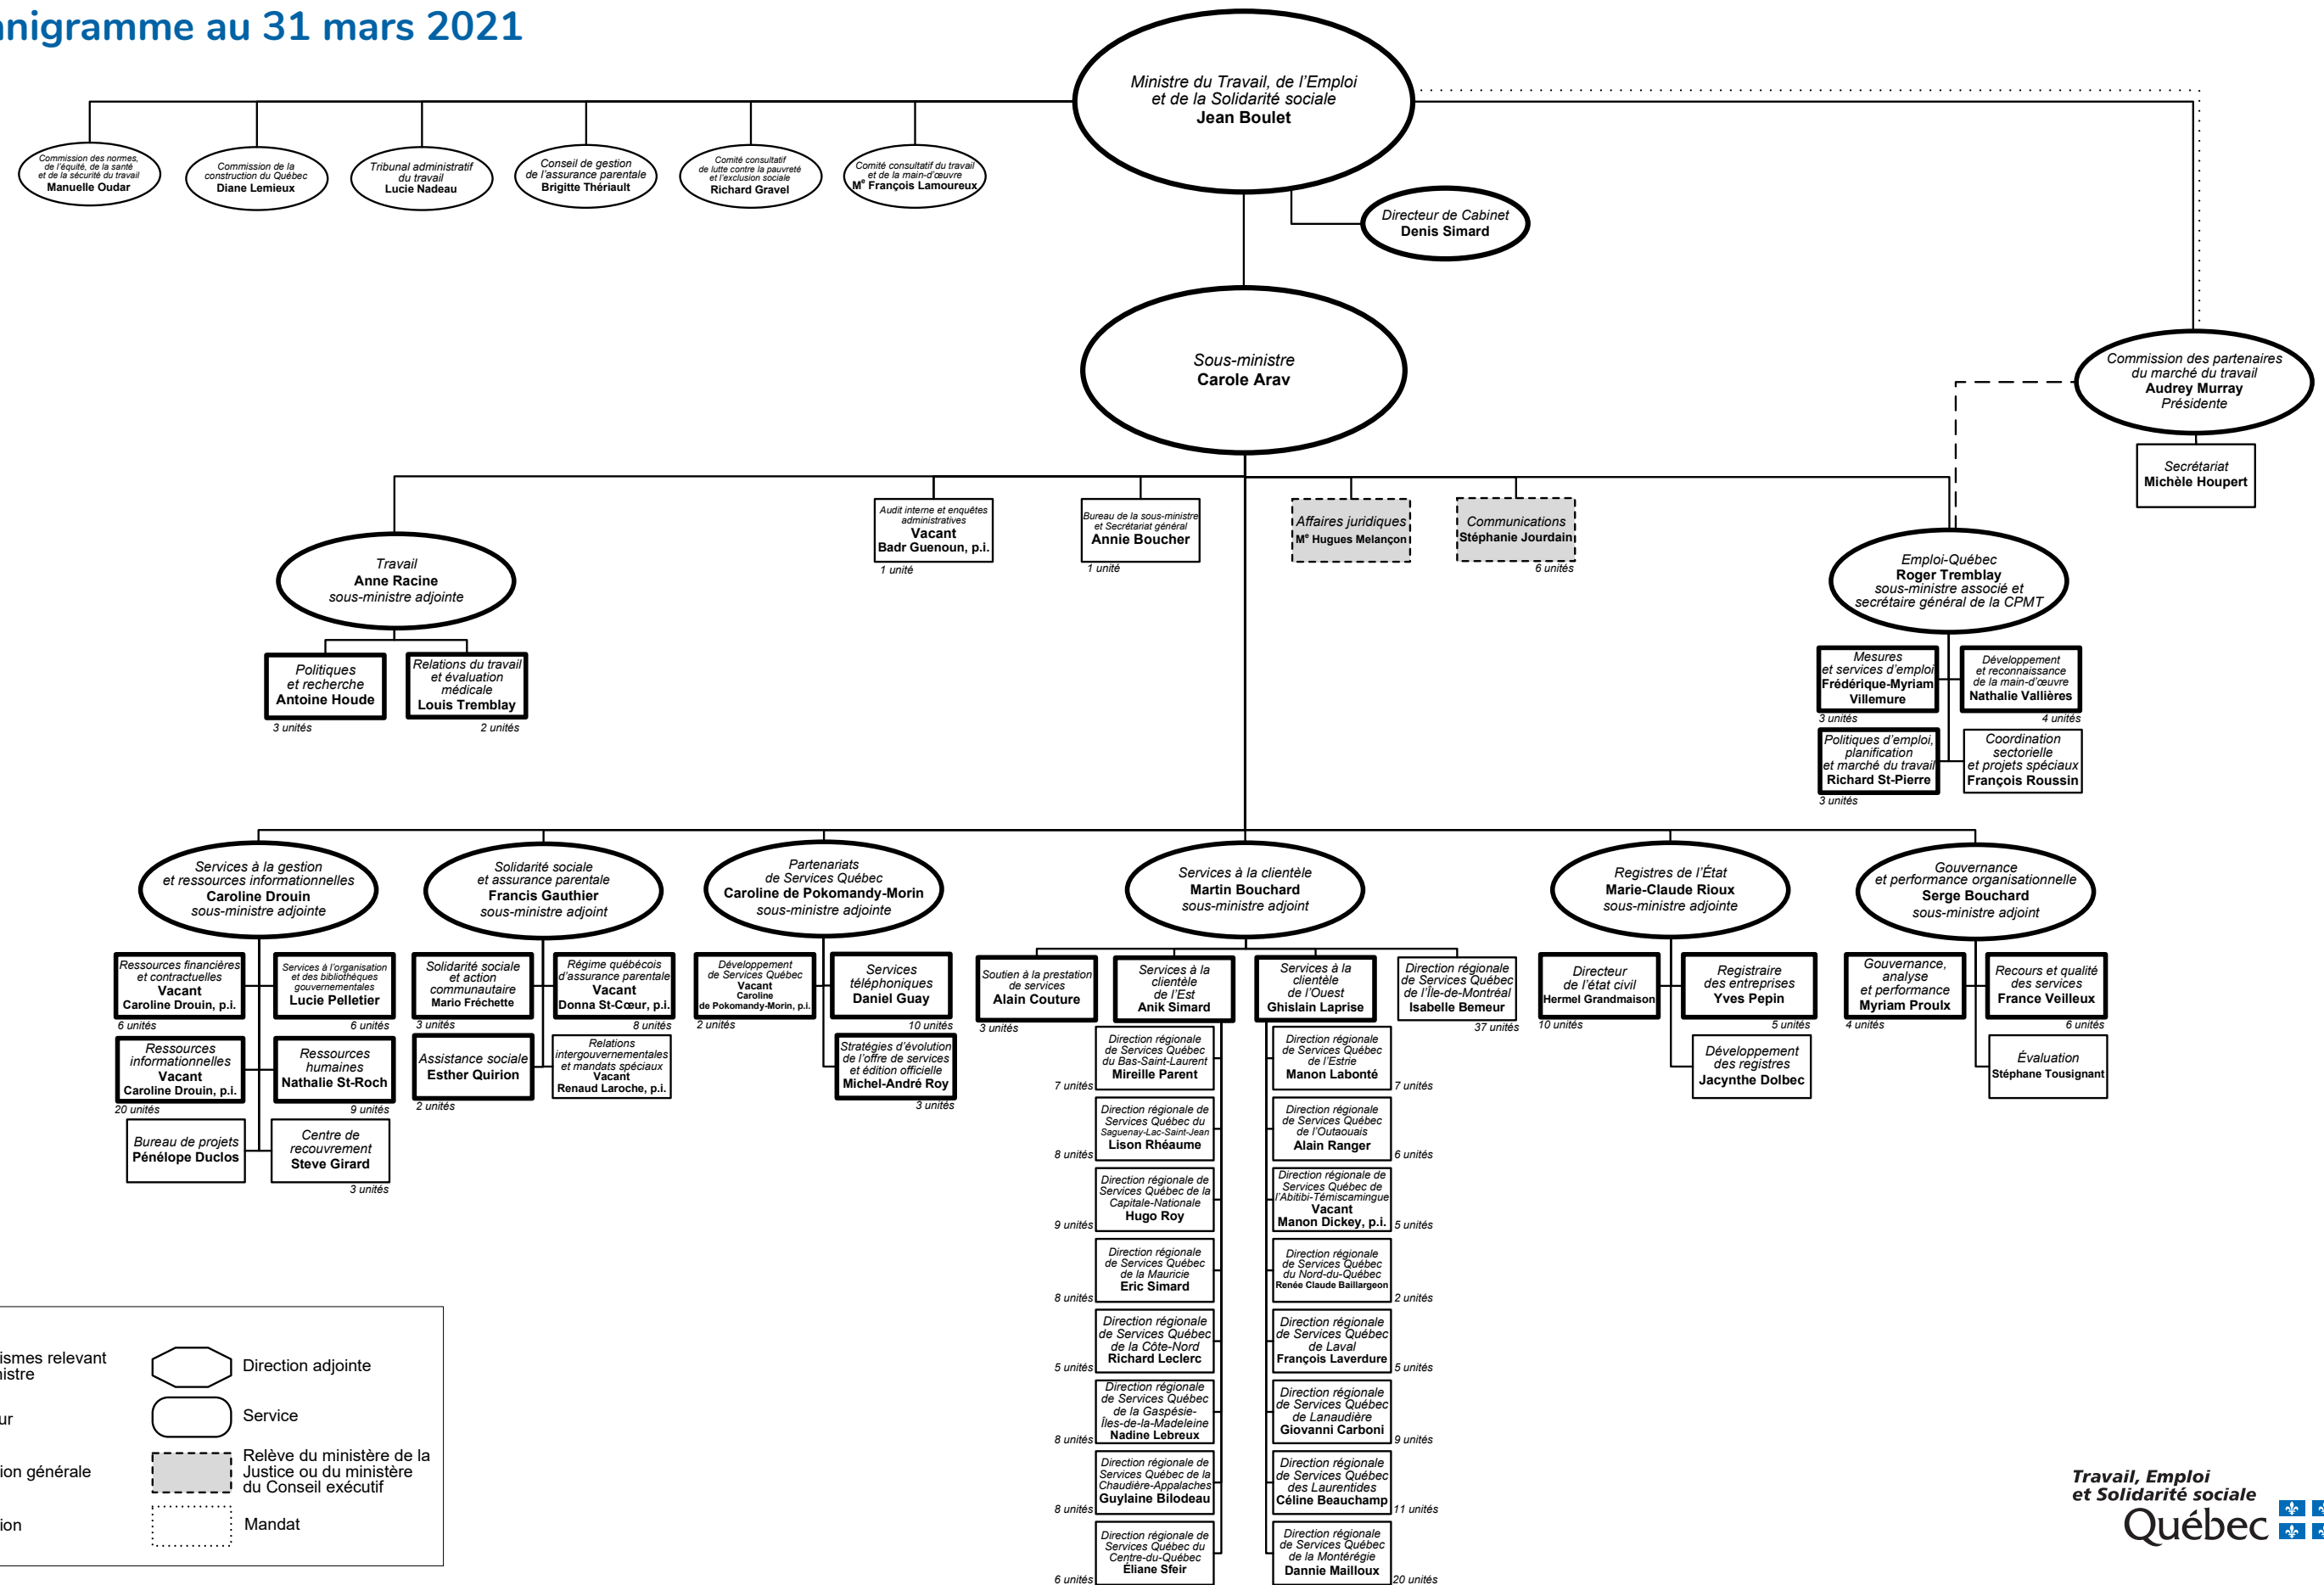 nigramme au 31 mars 2021
Ministre du Travail, de l'Emploi
et de la Solidarité sociale
Jean Boulet
Commission des normes,
de l'équité, de la santé
et de la sécurité du travail
Manuelle Oudar
Commission de la
construction du Québec
Diane Lemieux
Tribunal administratif
du travail
Lucie Nadeau
Conseil de gestion
de l'assurance parentale
Brigitte Thériault
Comité consultatif
de lutte contre la pauvreté
et l'exclusion sociale
Richard Gravel
Comité consultatif du travail
et de la main-d'œuvre
Me François Lamoureux
Directeur de Cabinet
Denis Simard
Sous-ministre
Carole Arav
Commission des partenaires
du marché du travail
Audrey Murray
Présidente
Secrétariat
Michèle Houpert
Travail
Anne Racine
sous-ministre adjointe
Audit interne et enquêtes
administratives
Vacant
Badr Guenoun, p.i.
1 unité
Bureau de la sous-ministre
et Secrétariat général
Annie Boucher
1 unité
Affaires juridiques
Me Hugues Melançon
Communications
Stéphanie Jourdain
6 unités
Emploi-Québec
Roger Tremblay
sous-ministre associé et
secrétaire général de la CPMT
Politiques
et recherche
Antoine Houde
3 unités
Relations du travail
et évaluation
médicale
Louis Tremblay
2 unités
Mesures
et services d'emploi
Frédérique-Myriam
Villemure
3 unités
Développement
et reconnaissance
de la main-d'œuvre
Nathalie Vallières
4 unités
Politiques d'emploi,
planification
et marché du travail
Richard St-Pierre
3 unités
Coordination
sectorielle
et projets spéciaux
François Roussin
Services à la gestion
et ressources informationnelles
Caroline Drouin
sous-ministre adjointe
Solidarité sociale
et assurance parentale
Francis Gauthier
sous-ministre adjoint
Partenariats
de Services Québec
Caroline de Pokomandy-Morin
sous-ministre adjointe
Services à la clientèle
Martin Bouchard
sous-ministre adjoint
Registres de l'État
Marie-Claude Rioux
sous-ministre adjointe
Gouvernance
et performance organisationnelle
Serge Bouchard
sous-ministre adjoint
Ressources financières
et contractuelles
Vacant
Caroline Drouin, p.i.
6 unités
Services à l'organisation
et des bibliothèques
gouvernementales
Lucie Pelletier
6 unités
Ressources
informationnelles
Vacant
Caroline Drouin, p.i.
20 unités
Ressources
humaines
Nathalie St-Roch
9 unités
Bureau de projets
Pénélope Duclos
Centre de
recouvrement
Steve Girard
3 unités
Solidarité sociale
et action
communautaire
Mario Fréchette
3 unités
Régime québécois
d'assurance parentale
Vacant
Donna St-Cœur, p.i.
8 unités
Assistance sociale
Esther Quirion
2 unités
Relations
intergouvernementales
et mandats spéciaux
Vacant
Renaud Laroche, p.i.
Développement
de Services Québec
Vacant
Caroline
de Pokomandy-Morin, p.i.
2 unités
Services
téléphoniques
Daniel Guay
10 unités
Stratégies d'évolution
de l'offre de services
et édition officielle
Michel-André Roy
3 unités
Soutien à la prestation
de services
Alain Couture
3 unités
Services à la
clientèle
de l'Est
Anik Simard
Services à la
clientèle
de l'Ouest
Ghislain Laprise
Direction régionale
de Services Québec
de l'Île-de-Montréal
Isabelle Bemeur
37 unités
Direction régionale
de Services Québec
du Bas-Saint-Laurent
Mireille Parent
7 unités
Direction régionale de
Services Québec du
Saguenay-Lac-Saint-Jean
Lison Rhéaume
8 unités
Direction régionale de
Services Québec de la
Capitale-Nationale
Hugo Roy
9 unités
Direction régionale
de Services Québec
de la Mauricie
Eric Simard
8 unités
Direction régionale
de Services Québec
de la Côte-Nord
Richard Leclerc
5 unités
Direction régionale
de Services Québec
de la Gaspésie-
Îles-de-la-Madeleine
Nadine Lebreux
8 unités
Direction régionale de
Services Québec de la
Chaudière-Appalaches
Guylaine Bilodeau
8 unités
Direction régionale de
Services Québec du
Centre-du-Québec
Éliane Sfeir
6 unités
Direction régionale
de Services Québec
de l'Estrie
Manon Labonté
7 unités
Direction régionale
de Services Québec
de l'Outaouais
Alain Ranger
6 unités
Direction régionale de
Services Québec de
l'Abitibi-Témiscamingue
Vacant
Manon Dickey, p.i.
5 unités
Direction régionale
de Services Québec
du Nord-du-Québec
Renée Claude Baillargeon
2 unités
Direction régionale
de Services Québec
de Laval
François Laverdure
5 unités
Direction régionale
de Services Québec
de Lanaudière
Giovanni Carboni
9 unités
Direction régionale
de Services Québec
des Laurentides
Céline Beauchamp
11 unités
Direction régionale
de Services Québec
de la Montérégie
Dannie Mailloux
20 unités
Directeur
de l'état civil
Hermel Grandmaison
10 unités
Registraire
des entreprises
Yves Pepin
5 unités
Développement
des registres
Jacynthe Dolbec
Gouvernance,
analyse
et performance
Myriam Proulx
4 unités
Recours et qualité
des services
France Veilleux
6 unités
Évaluation
Stéphane Tousignant
ismes relevant
nistre
ur
ion générale
ion
Direction adjointe
Service
Relève du ministère de la
Justice ou du ministère
du Conseil exécutif
Mandat
Travail, Emploi
et Solidarité sociale
Québec